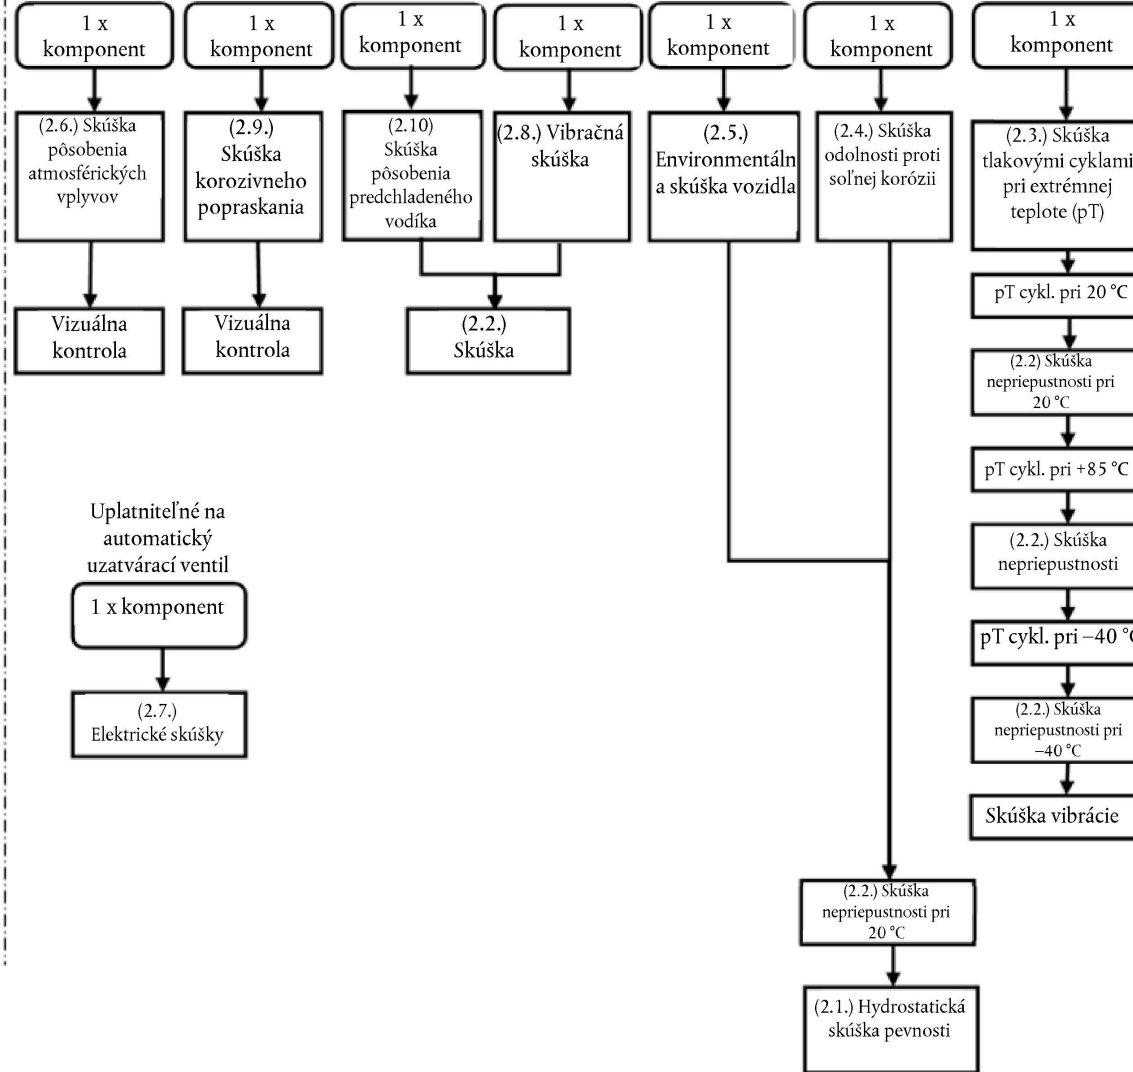 1 x
komponent
1 x
komponent
1 x
komponent
1 x
komponent
1 x
komponent
1 x
komponent
1 x
komponent
(2.6.) Skúška
pôsobenia
atmosférických
vplyvov
(2.9.)
Skúška
korozivneho
popraskania
(2.10)
Skúška
pôsobenia
predchladeného
vodíka
(2.8.) Vibračná
skúška
(2.5.)
Environmentáln
a skúška vozidla
(2.4.) Skúška
odolnosti proti
soľnej korózii
(2.3.) Skúška
tlakovými cyklami
pri extrémnej
teplote (pT)
Vizuálna
kontrola
Vizuálna
kontrola
(2.2.)
Skúška
pT cykl. pri 20 °C
(2.2) Skúška
nepriepustnosti pri
20 °C
pT cykl. pri +85 °C
(2.2.) Skúška
nepriepustnosti
pT cykl. pri −40 °C
(2.2.) Skúška
nepriepustnosti pri
−40 °C
Skúška vibrácie
Uplatniteľné na
automatický
uzatvárací ventil
1 x komponent
(2.7.)
Elektrické skúšky
(2.2.) Skúška
nepriepustnosti pri
20 °C
(2.1.) Hydrostatická
skúška pevnosti